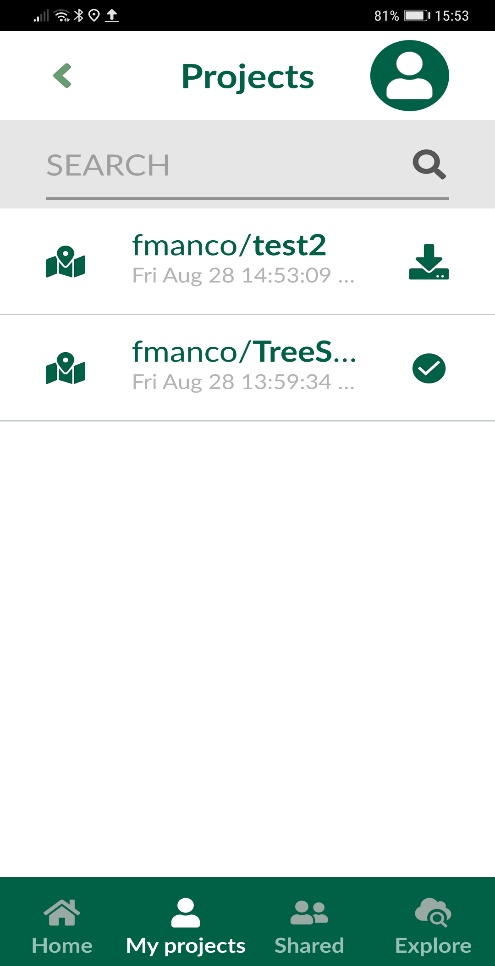 81% 15:53
Projects
SEARCH
fmanco/test2
Fri Aug 28 14:53:09 ...
fmanco/TreeS...
Fri Aug 28 13:59:34 ...
Home My projects Shared Explore